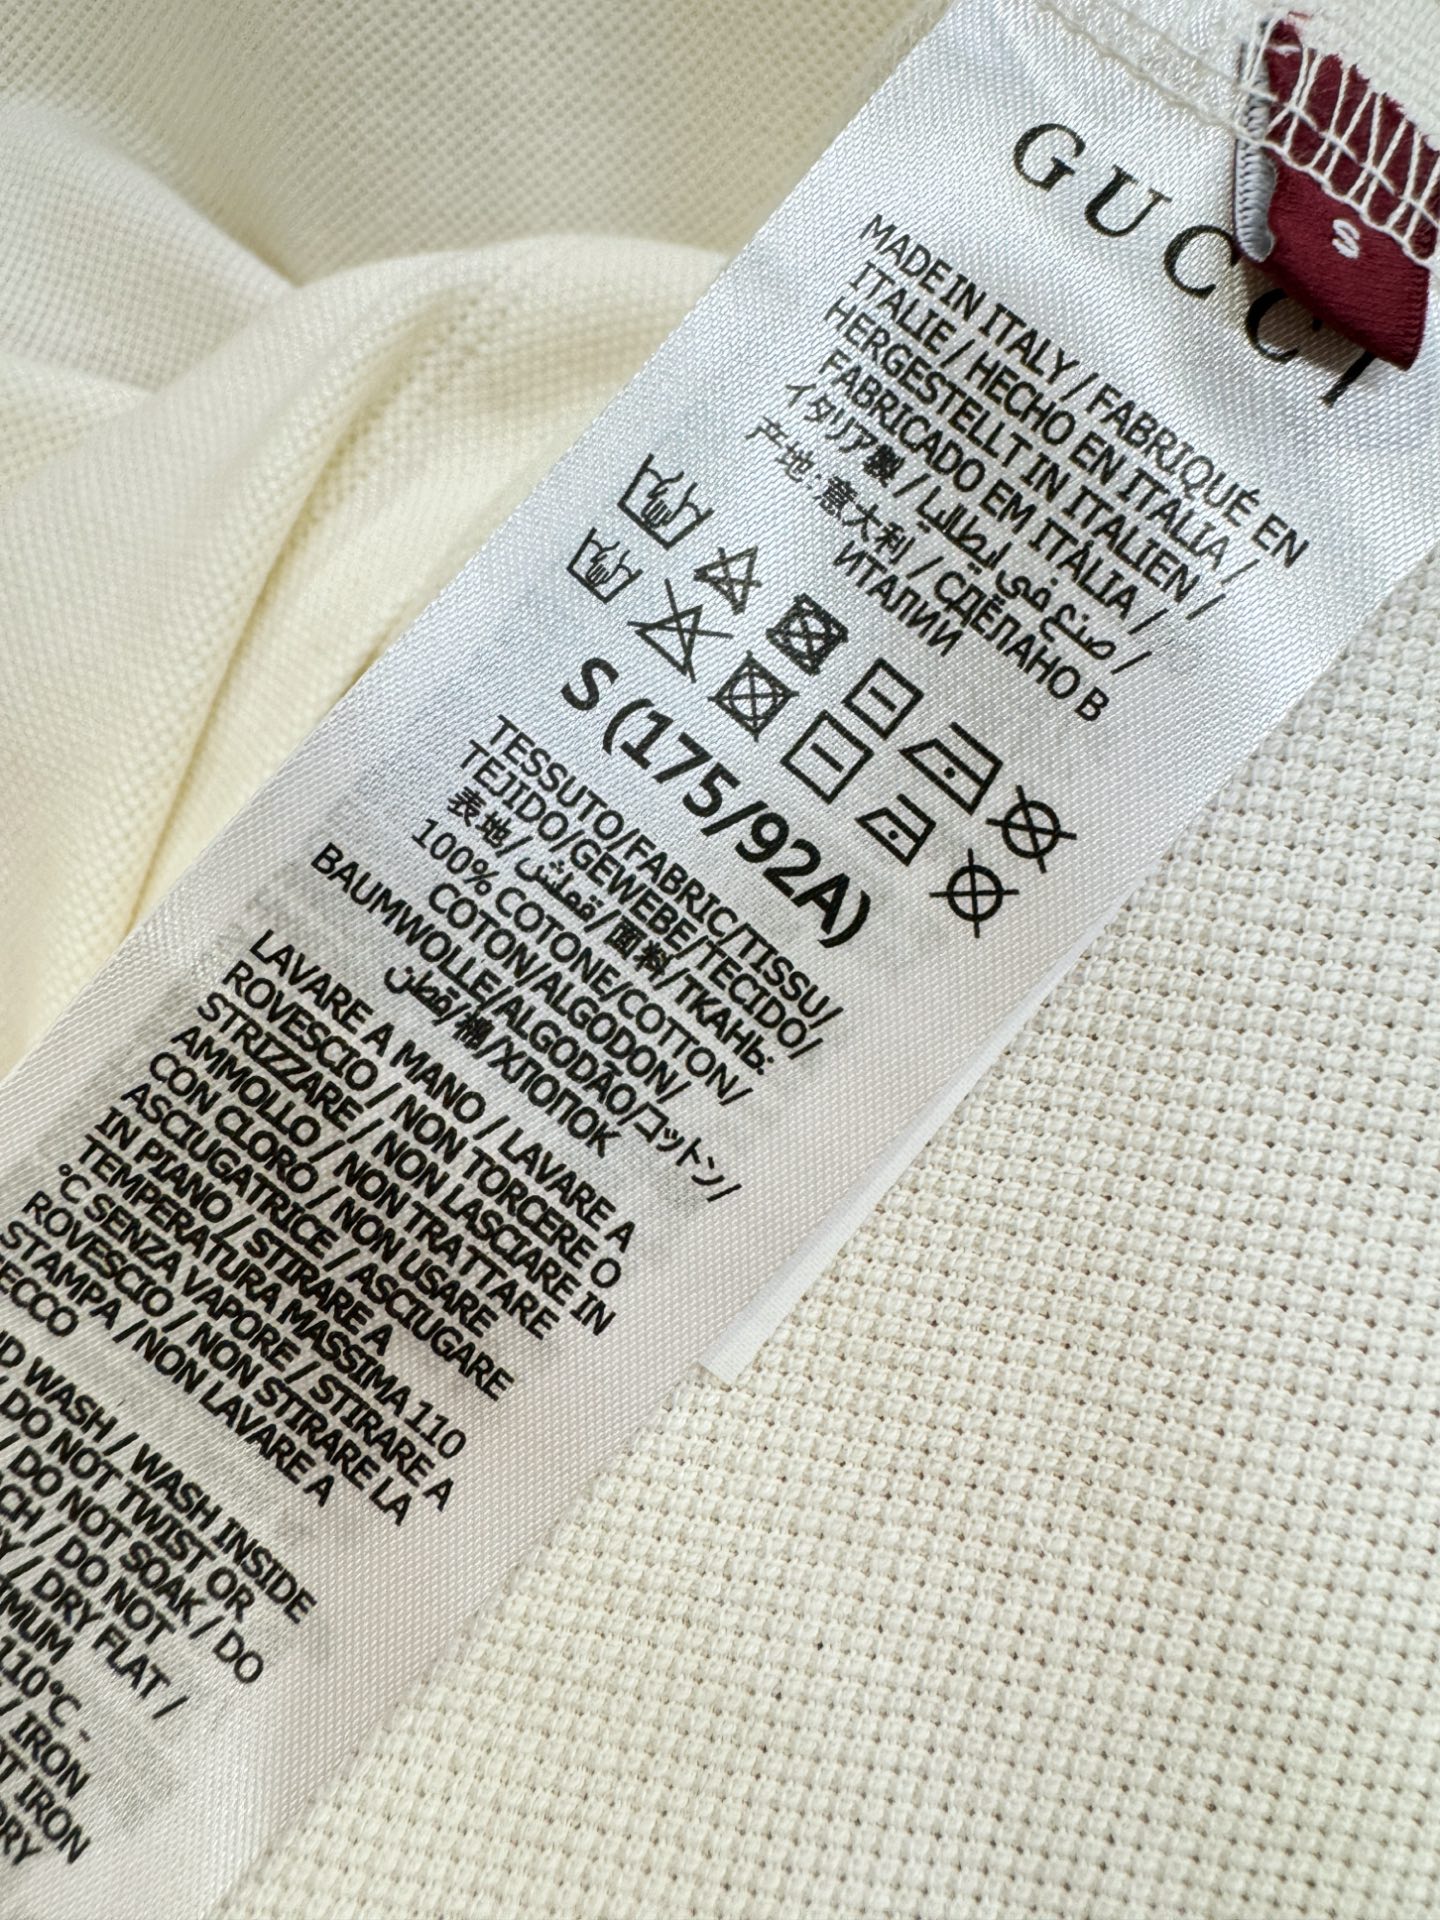 S
GUCCI
MADE IN ITALY / FABRIQUÉ EN
ITALIE / HECHO EN ITALIA /
HERGESTELLT IN ITALIEN /
FABRICADO EM ITÁLIA /
イタリア製 / صنع في إيطاليا /
产地: 意大利 / СДЕЛАНО В
ИТАЛИИ
S (175/92A)
TESSUTO/FABRIC/TISSU/
TEJIDO/GEWEBE/TECIDO/
表地/قماش/面料/ТКАНЬ:
100% COTONE/COTTON/
COTON/ALGODON/
BAUMWOLLE/ALGODÃO/コットン/
قطن/棉/ХЛОПОК
LAVARE A MANO / LAVARE A
ROVESCIO / NON TORCERE O
STRIZZARE / NON LASCIARE IN
AMMOLLO / NON TRATTARE
CON CLORO / NON USARE
ASCIUGATRICE / ASCIUGARE
IN PIANO / STIRARE A
TEMPERATURA MASSIMA 110
°C SENZA VAPORE / STIRARE A
ROVESCIO / NON STIRARE LA
STAMPA / NON LAVARE A
ECCO
WASH / WASH INSIDE
DO NOT TWIST OR
/ DO NOT SOAK / DO
/ DO NOT
/ DRY FLAT /
110°C -
/ IRON
IRON